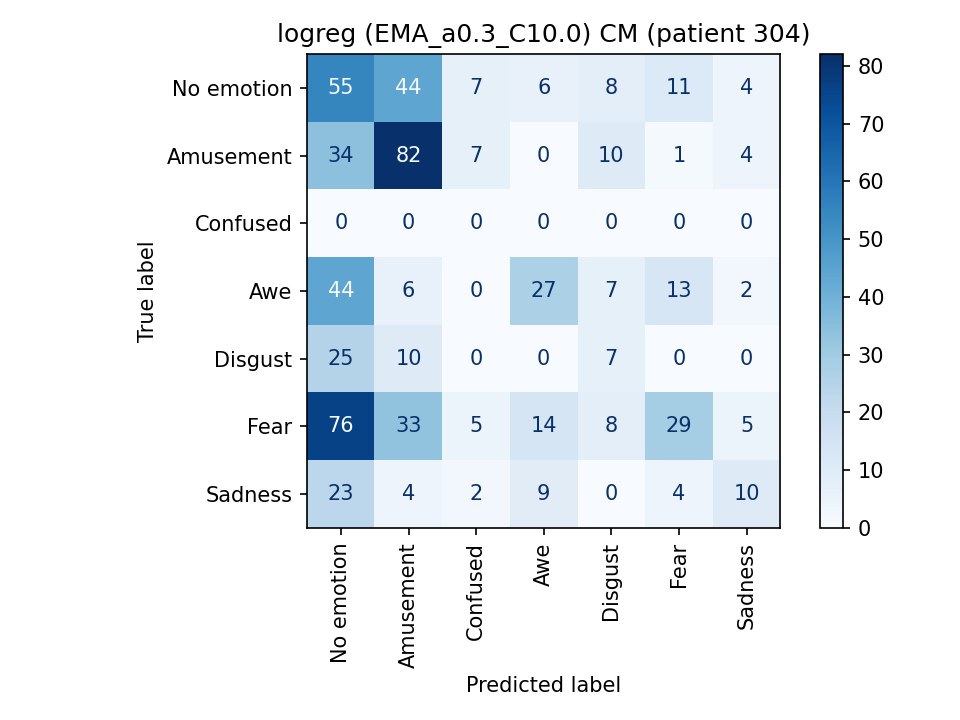 logreg (EMA_a0.3_C10.0) CM (patient 304)
No emotion 55 44 7 6 8 11 4
Amusement 34 82 7 0 10 1 4
Confused 0 0 0 0 0 0 0
Awe 44 6 0 27 7 13 2
Disgust 25 10 0 0 7 0 0
Fear 76 33 5 14 8 29 5
Sadness 23 4 2 9 0 4 10
True label
No emotion
Amusement
Confused
Awe
Disgust
Fear
Sadness
Predicted label
80
70
60
50
40
30
20
10
0